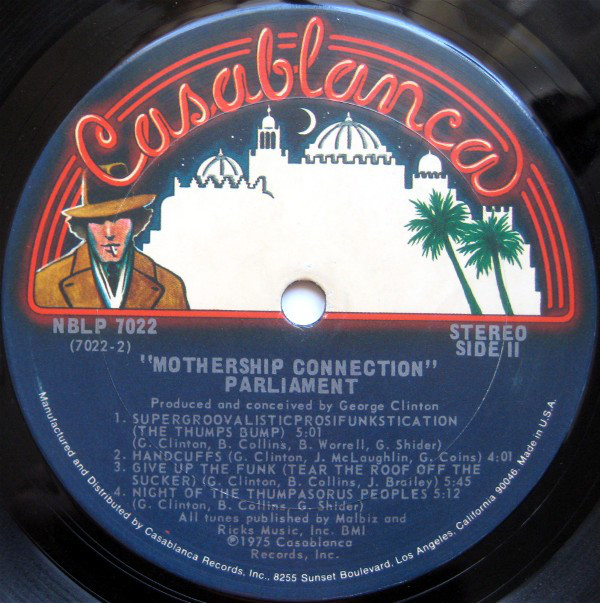 Casablanca
NBLP 7022
(7022-2)
STEREO
SIDE II
"MOTHERSHIP CONNECTION"
PARLIAMENT
Produced and conceived by George Clinton
1. SUPERGROOVALISTICPROSIFUNKSTICATION
(THE THUMPS BUMP) 5:01
(G. Clinton, B. Collins, B. Worrell, G. Shider)
2. HANDCUFFS (G. Clinton, J. McLaughlin, G. Goins) 4:01
3. GIVE UP THE FUNK (TEAR THE ROOF OFF THE
SUCKER) (G. Clinton, B. Collins, J. Brailey) 5:45
4. NIGHT OF THE THUMPASORUS PEOPLES 5:12
(G. Clinton, B. Collins, G. Shider)
All tunes published by Malbiz and
Ricks Music, Inc. BMI
℗1975 Casablanca
Records, Inc.
Manufactured and Distributed by Casablanca Records, Inc., 8255 Sunset Boulevard, Los Angeles, California 90046. Made in U.S.A.